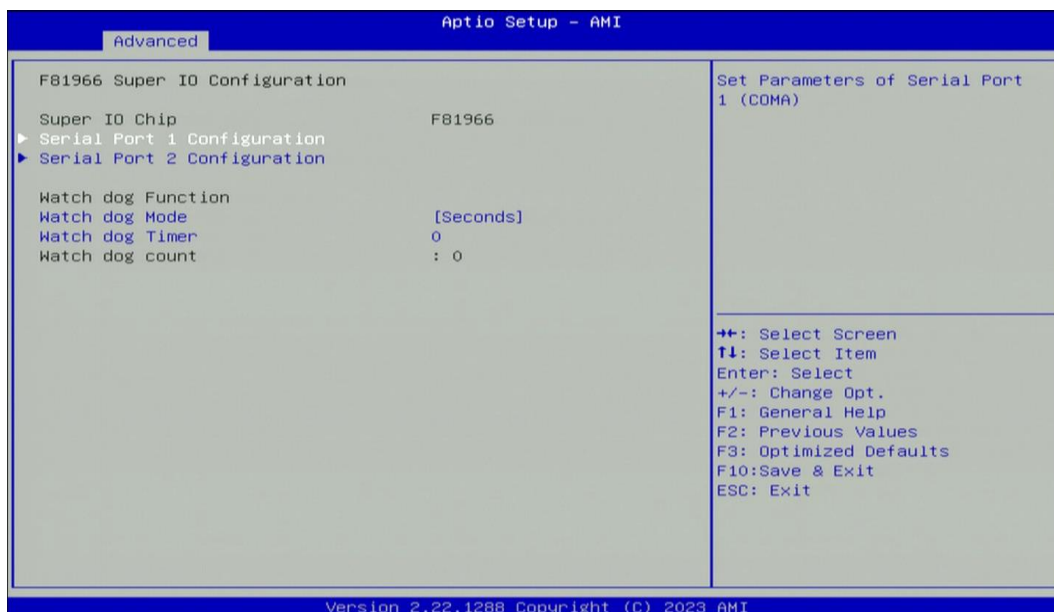 Aptio Setup – AMI
Advanced
F81966 Super IO Configuration
Super IO Chip F81966
Serial Port 1 Configuration
Serial Port 2 Configuration
Watch dog Function
Watch dog Mode [Seconds]
Watch dog Timer 0
Watch dog count : 0
Set Parameters of Serial Port
1 (COMA)
→←: Select Screen
↑↓: Select Item
Enter: Select
+/-: Change Opt.
F1: General Help
F2: Previous Values
F3: Optimized Defaults
F10:Save & Exit
ESC: Exit
Version 2.22.1288 Copyright (C) 2023 AMI